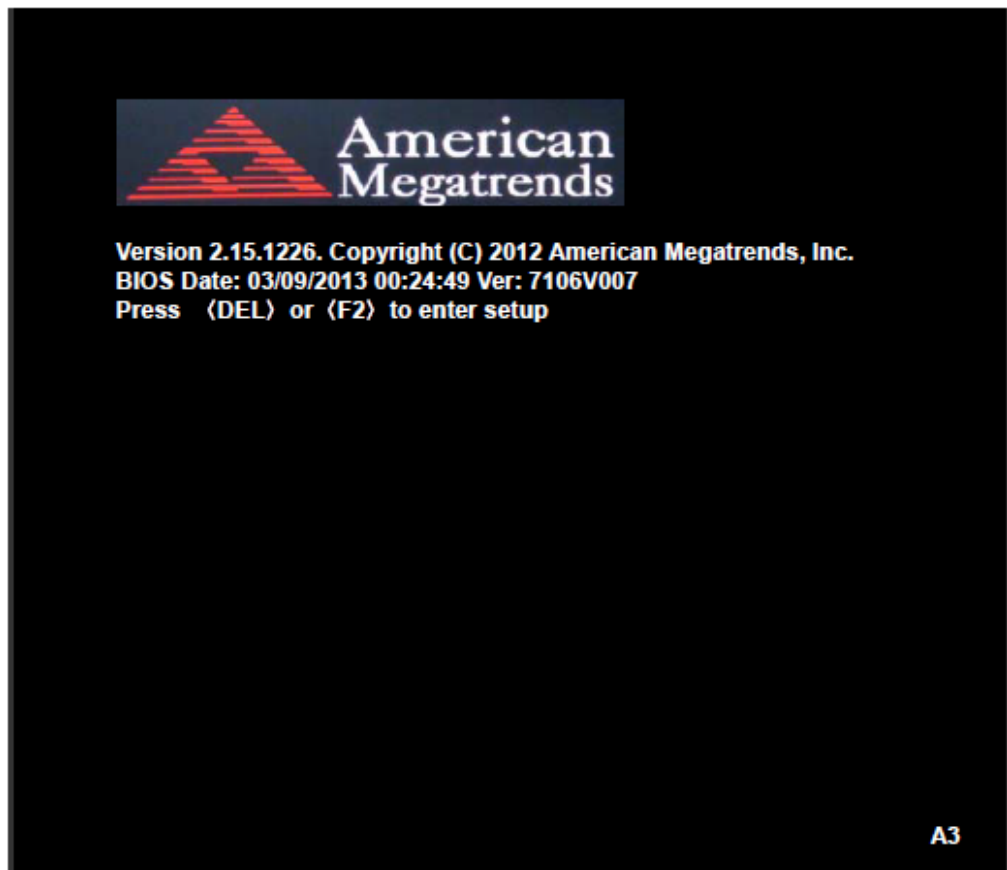 American
Megatrends
Version 2.15.1226. Copyright (C) 2012 American Megatrends, Inc.
BIOS Date: 03/09/2013 00:24:49 Ver: 7106V007
Press 〈DEL〉 or 〈F2〉 to enter setup
A3